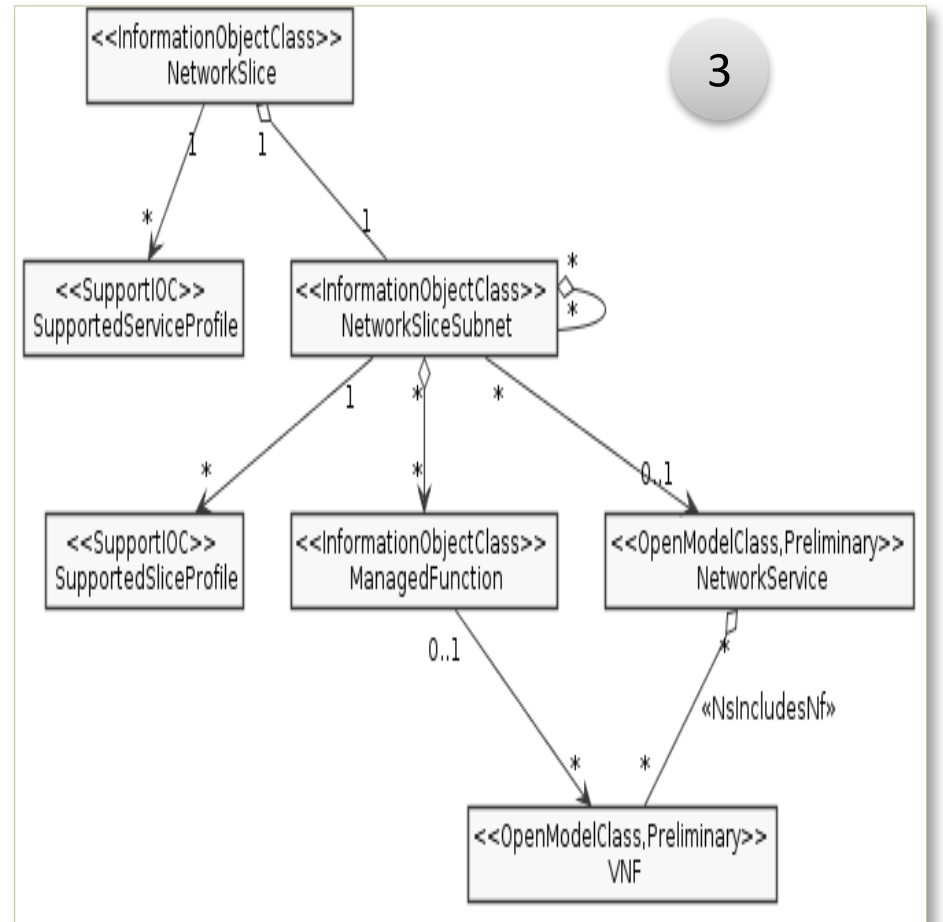 <<InformationObjectClass>>
NetworkSlice
3
1
1
*
1
<<SupportIOC>>
SupportedServiceProfile
<<InformationObjectClass>>
NetworkSliceSubnet
*
*
1
*
*
*
*
0..1
<<SupportIOC>>
SupportedSliceProfile
<<InformationObjectClass>>
ManagedFunction
<<OpenModelClass,Preliminary>>
NetworkService
0..1
*
«NsIncludesNf»
*
*
<<OpenModelClass,Preliminary>>
VNF